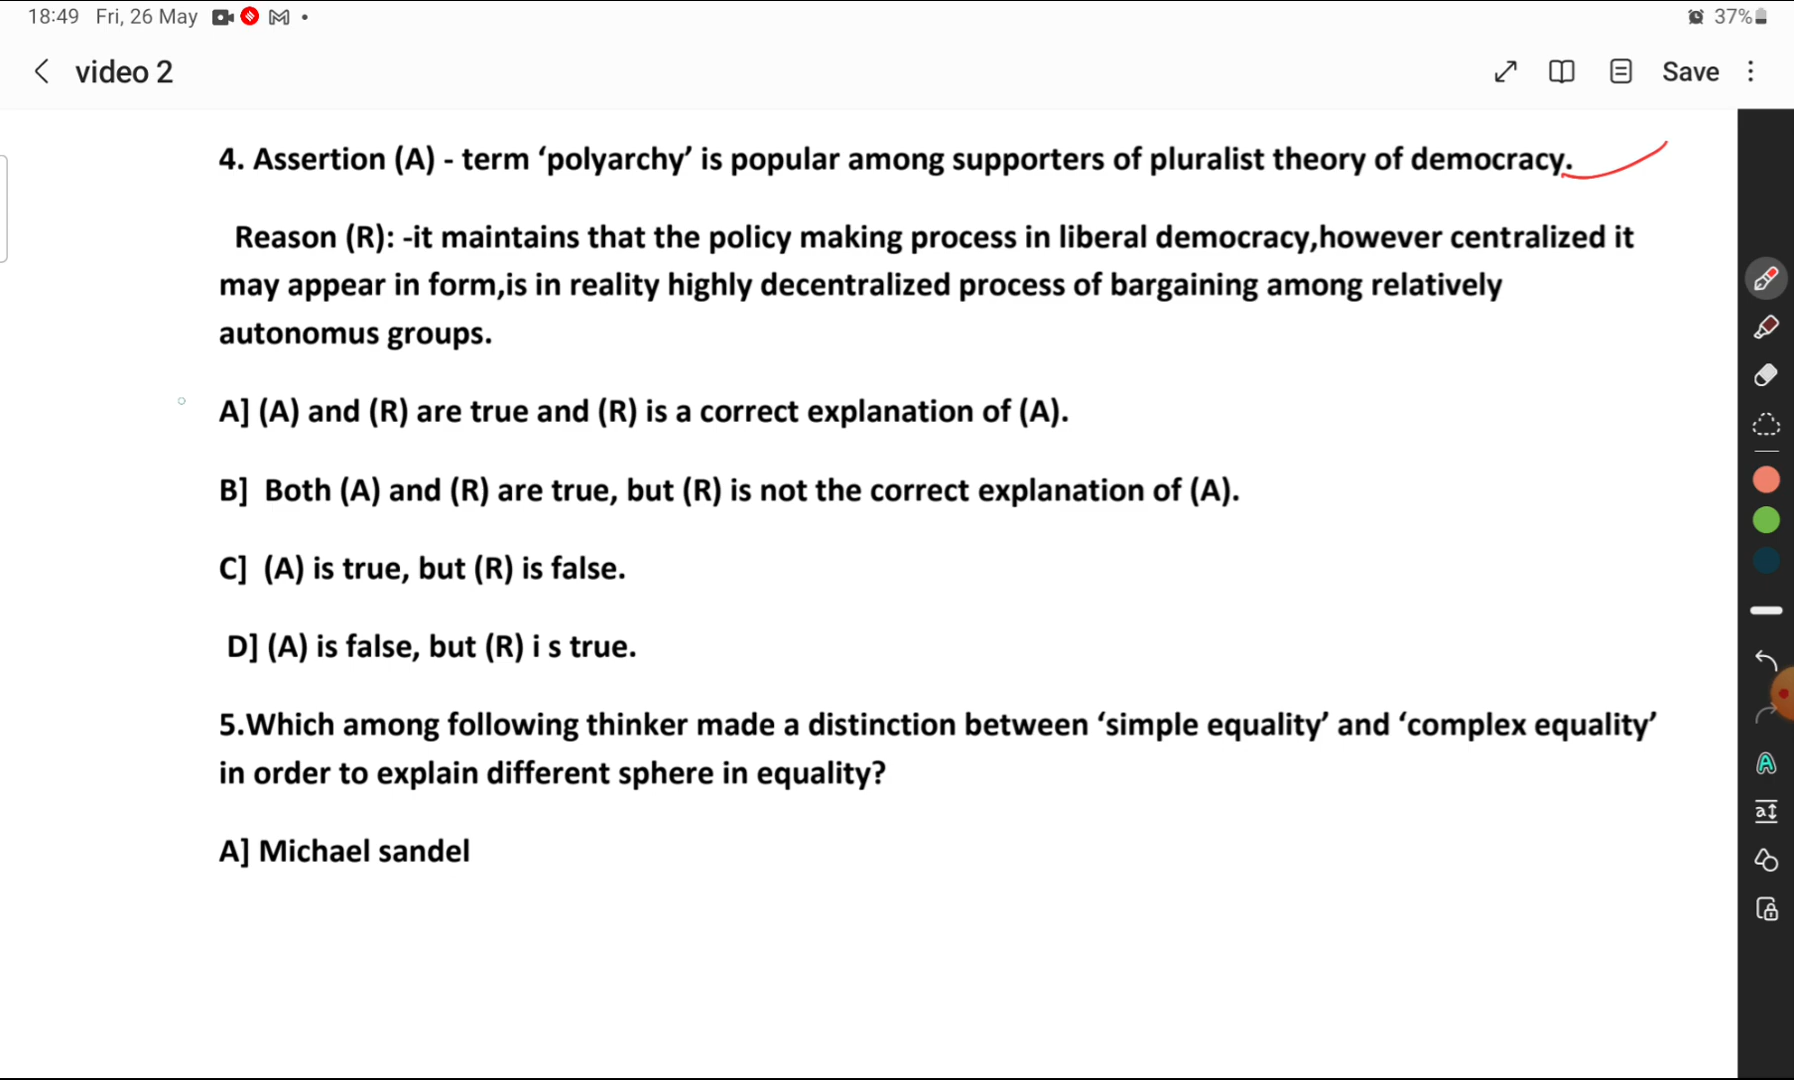 18:49 Fri, 26 May 37%
video 2 Save
4. Assertion (A) - term ‘polyarchy’ is popular among supporters of pluralist theory of democracy.
Reason (R): -it maintains that the policy making process in liberal democracy,however centralized it
may appear in form,is in reality highly decentralized process of bargaining among relatively
autonomus groups.
A] (A) and (R) are true and (R) is a correct explanation of (A).
B] Both (A) and (R) are true, but (R) is not the correct explanation of (A).
C] (A) is true, but (R) is false.
D] (A) is false, but (R) i s true.
5.Which among following thinker made a distinction between ‘simple equality’ and ‘complex equality’
in order to explain different sphere in equality?
A] Michael sandel